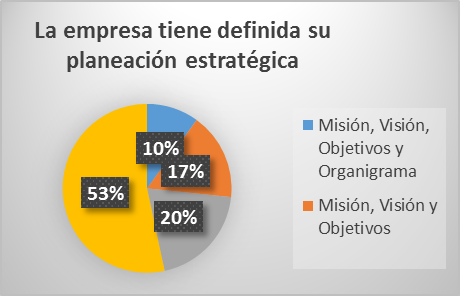 La empresa tiene definida su
planeación estratégica
10%
17%
20%
53%
Misión, Visión,
Objetivos y
Organigrama
Misión, Visión y
Objetivos